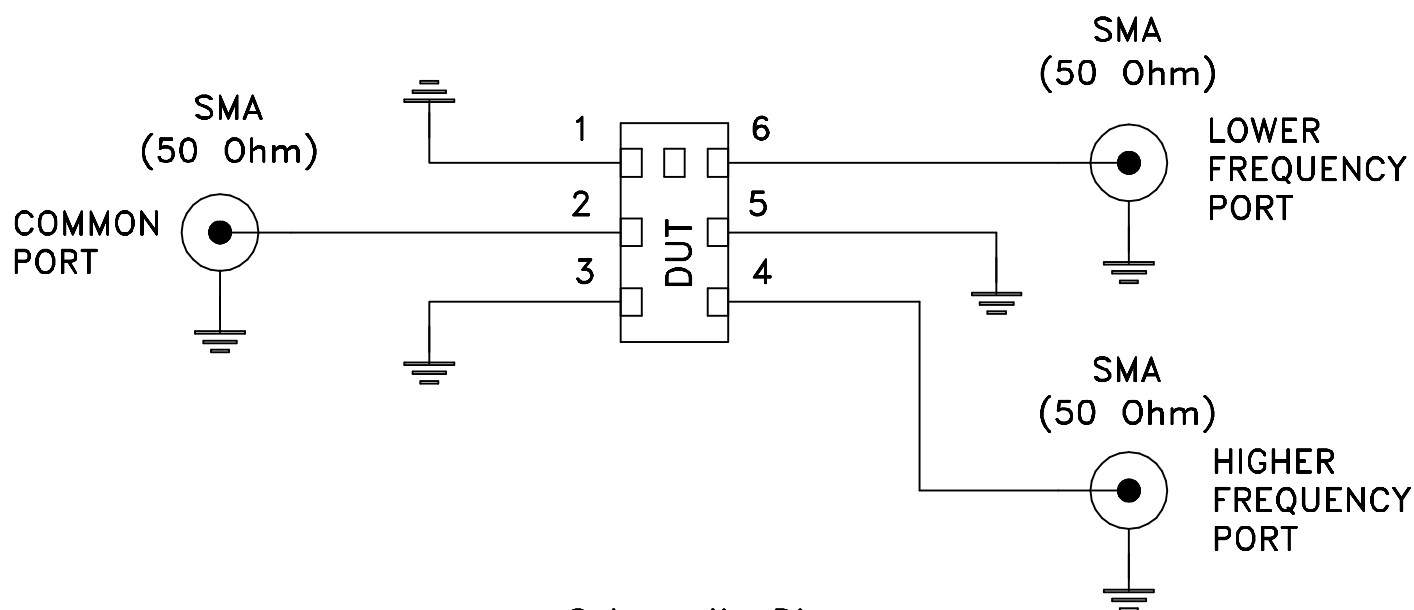 SMA
(50 Ohm)
SMA
(50 Ohm)
COMMON
PORT
1
2
3
DUT
6
5
4
LOWER
FREQUENCY
PORT
SMA
(50 Ohm)
HIGHER
FREQUENCY
PORT